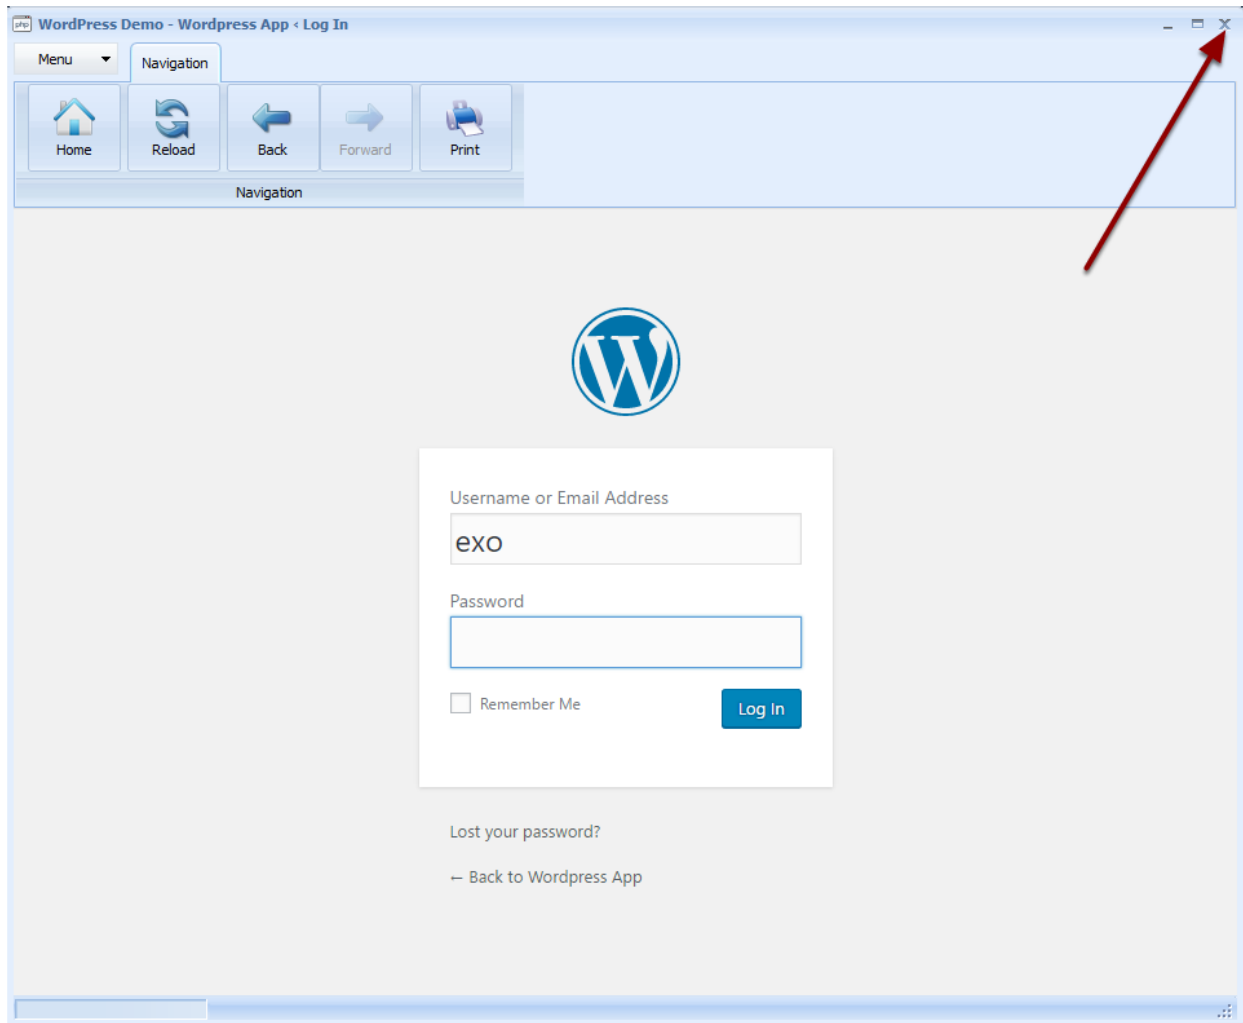 php WordPress Demo - Wordpress App ‹ Log In
Menu Navigation
Home Reload Back Forward Print
Navigation
Username or Email Address
exo
Password
Remember Me Log In
Lost your password?
← Back to Wordpress App